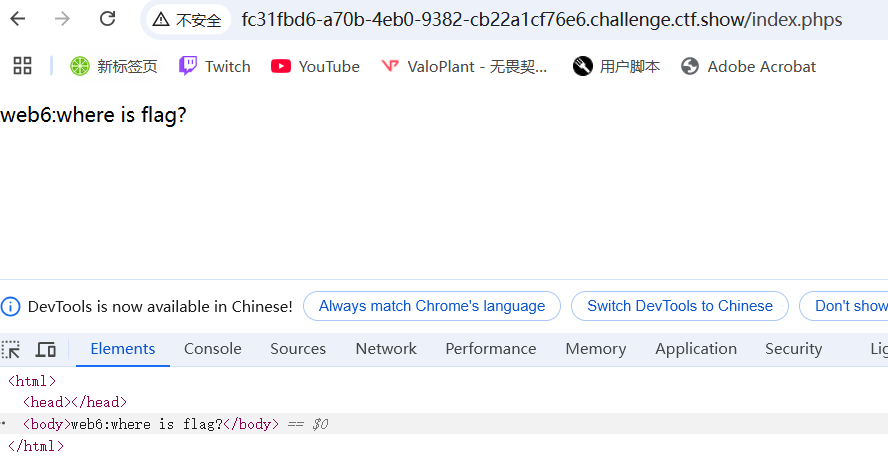 不安全 fc31fbd6-a70b-4eb0-9382-cb22a1cf76e6.challenge.ctf.show/index.phps
新标签页 Twitch YouTube ValoPlant - 无畏契... 用户脚本 Adobe Acrobat
web6:where is flag?
DevTools is now available in Chinese! Always match Chrome's language Switch DevTools to Chinese Don't show
Elements Console Sources Network Performance Memory Application Security Lig
<html>
<head></head>
<body>web6:where is flag?</body> == $0
</html>